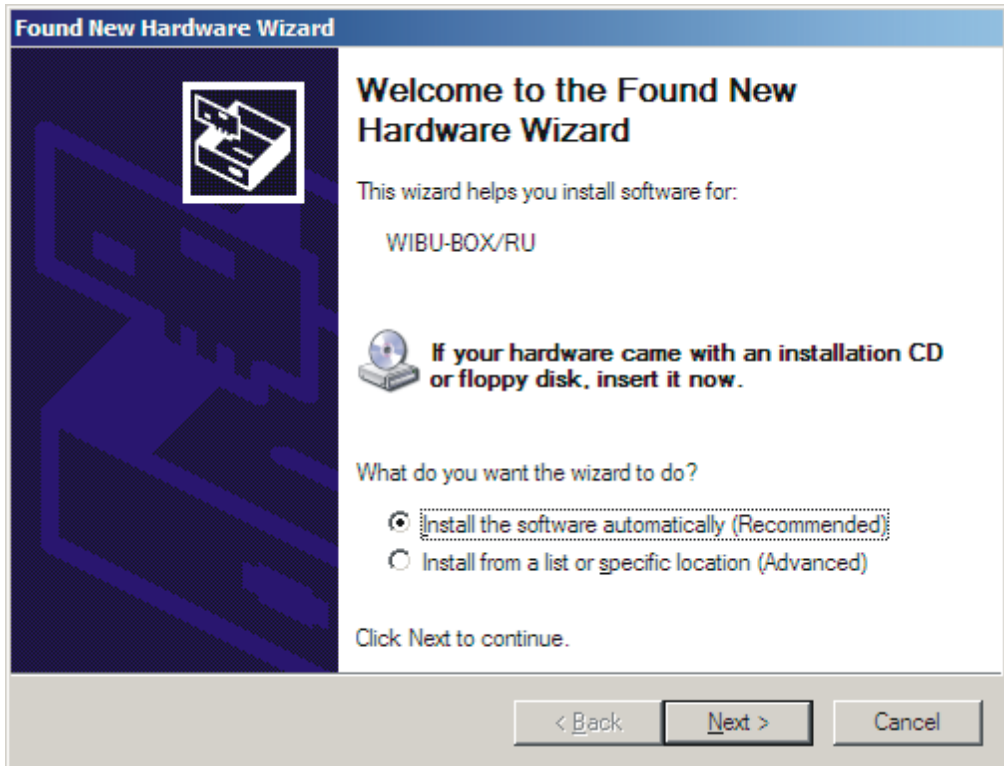 Found New Hardware Wizard
Welcome to the Found New
Hardware Wizard
This wizard helps you install software for:
WIBU-BOX/RU
If your hardware came with an installation CD
or floppy disk, insert it now.
What do you want the wizard to do?
Install the software automatically (Recommended)
Install from a list or specific location (Advanced)
Click Next to continue.
< Back
Next >
Cancel